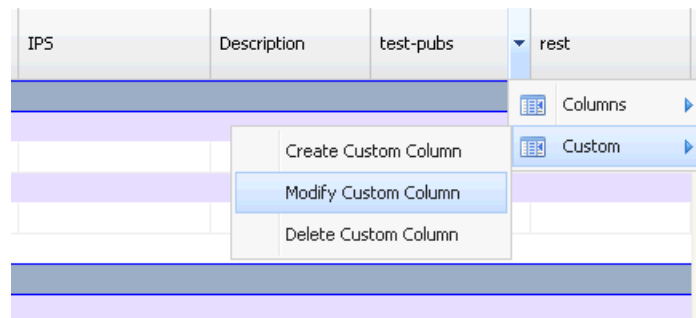 IPS Description test-pubs rest
Columns
Create Custom Column Custom
Modify Custom Column
Delete Custom Column